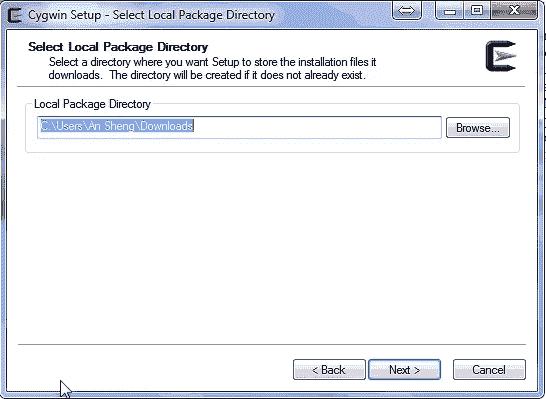 Cygwin Setup - Select Local Package Directory
Select Local Package Directory
Select a directory where you want Setup to store the installation files it
downloads. The directory will be created if it does not already exist.
Local Package Directory
C:\Users\An Sheng\Downloads
Browse...
< Back
Next >
Cancel